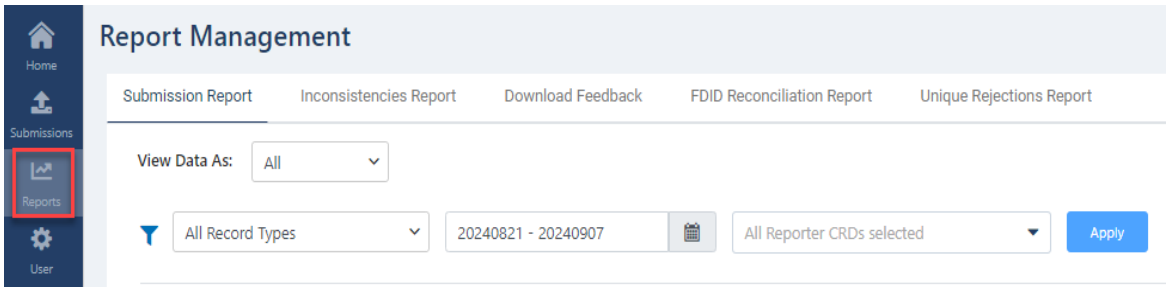 Home
Submissions
Reports
User
Report Management
Submission Report Inconsistencies Report Download Feedback FDID Reconciliation Report Unique Rejections Report
View Data As: All
All Record Types 20240821 - 20240907 All Reporter CRDs selected Apply